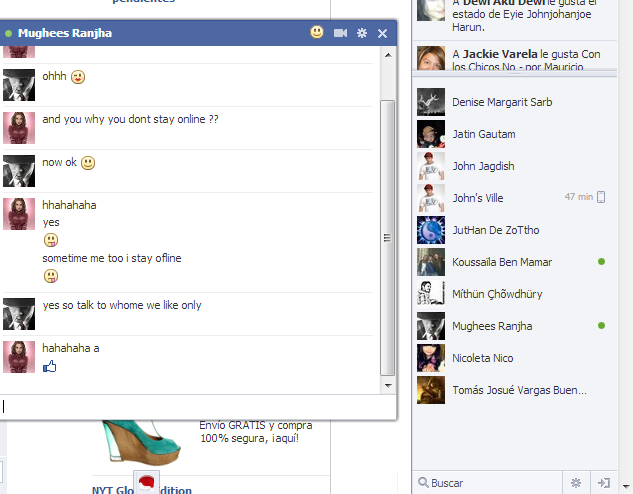 pendientes
Mughees Ranjha
ohhh
and you why you dont stay online ??
now ok
hhahahaha
yes
sometime me too i stay ofline
yes so talk to whome we like only
hahahaha a
Envío GRATIS y compra
100% segura, ¡aquí!
NYT Glo dition
A Dewi Aku Dewi le gusta el
estado de Eyie Johnjohanjoe
Harun.
A Jackie Varela le gusta Con
los Chicos No - por Mauricio
Denise Margarit Sarb
Jatin Gautam
John Jagdish
John's Ville 47 min
JutHan De ZoTtho
Koussaila Ben Mamar
Míthün Çhõwdhüry
Mughees Ranjha
Nicoleta Nico
Tomás Josué Vargas Buen...
Buscar